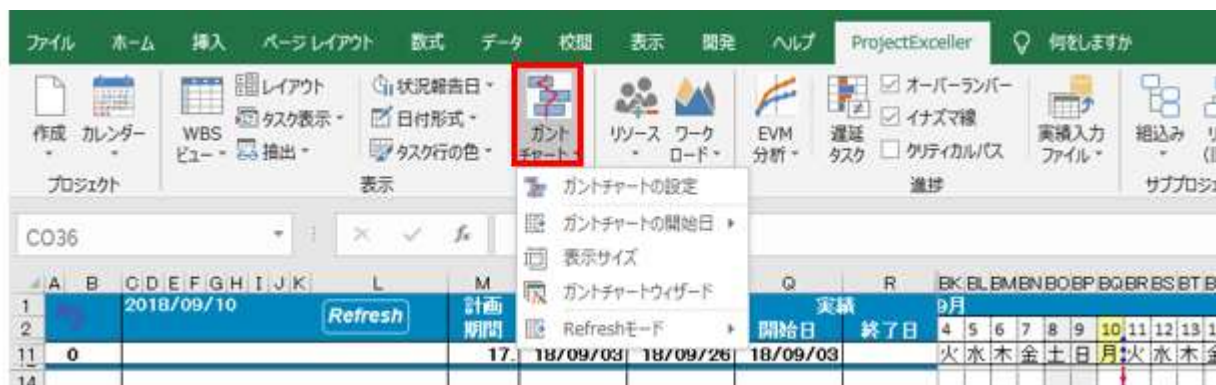 ファイル ホーム 挿入 ページ レイアウト 数式 データ 校閲 表示 開発 ヘルプ ProjectExceller 何をしますか
作成 カレンダー
プロジェクト
WBS ビュー
レイアウト
タスク表示
抽出
状況報告日
日付形式
タスク行の色
表示
ガント チャート
リソース ワーク ロード
EVM 分析
遅延 タスク
オーバーランバー
イナズマ線
クリティカルパス
進捗
実績入力 ファイル
組込み
サブプロジ
ガントチャートの設定
ガントチャートの開始日
表示サイズ
ガントチャートウィザード
Refreshモード
CO36 fx
A B C D E F G H I J K L M Q R BK BL BM BN BO BP BQ BR BS BT
1 2018/09/10 Refresh 計画 実績 9月
2 期間 開始日 終了日 4 5 6 7 8 9 10 11 12 13
11 0 17. 18/09/03 18/09/26 18/09/03 火 水 木 金 土 日 月 火 水 木
14